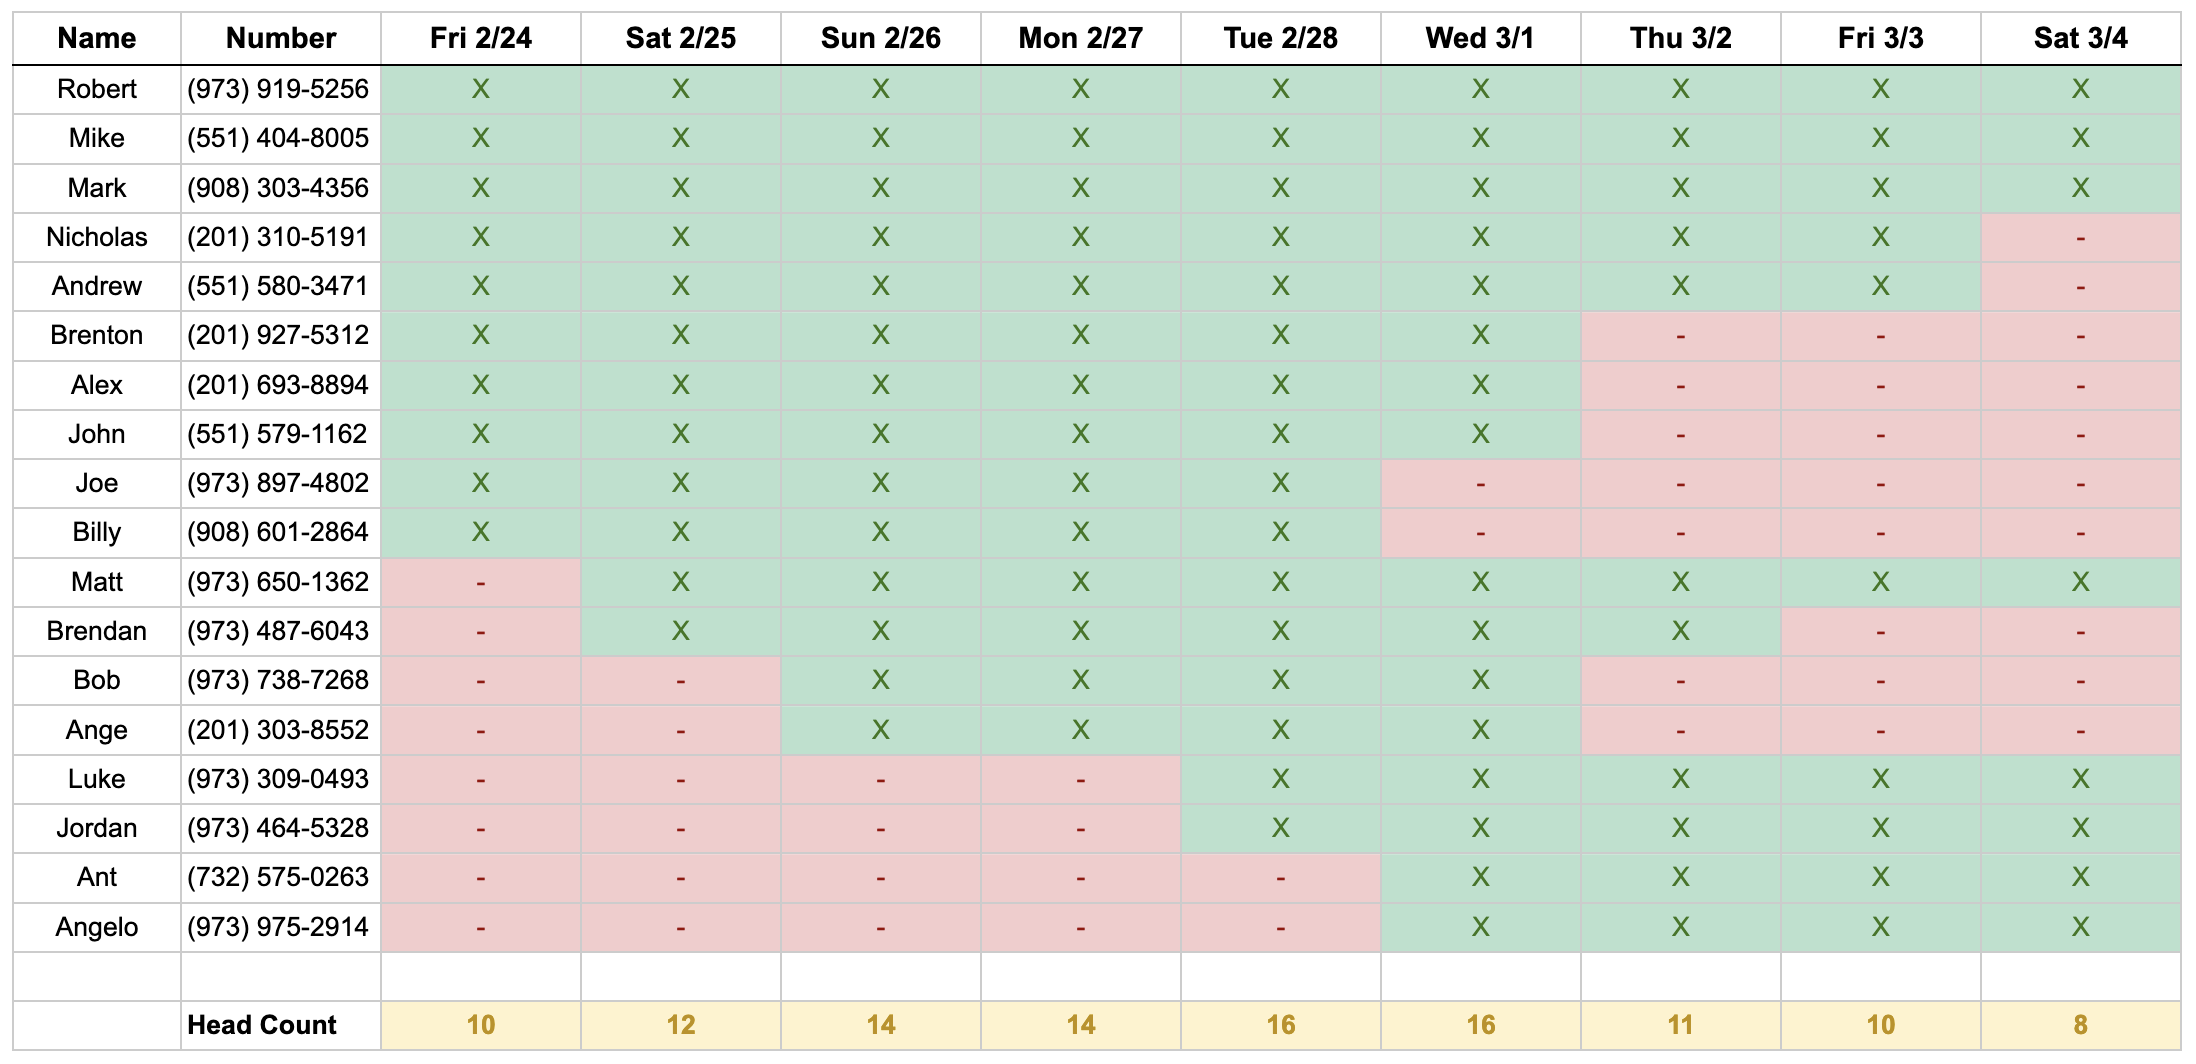 Name Number Fri 2/24 Sat 2/25 Sun 2/26 Mon 2/27 Tue 2/28 Wed 3/1 Thu 3/2 Fri 3/3 Sat 3/4
Robert (973) 919-5256 X X X X X X X X X
Mike (551) 404-8005 X X X X X X X X X
Mark (908) 303-4356 X X X X X X X X X
Nicholas (201) 310-5191 X X X X X X X X -
Andrew (551) 580-3471 X X X X X X X X -
Brenton (201) 927-5312 X X X X X X - - -
Alex (201) 693-8894 X X X X X X - - -
John (551) 579-1162 X X X X X X - - -
Joe (973) 897-4802 X X X X X - - - -
Billy (908) 601-2864 X X X X X - - - -
Matt (973) 650-1362 - X X X X X X X X
Brendan (973) 487-6043 - X X X X X X - -
Bob (973) 738-7268 - - X X X X - - -
Ange (201) 303-8552 - - X X X X - - -
Luke (973) 309-0493 - - - - X X X X X
Jordan (973) 464-5328 - - - - X X X X X
Ant (732) 575-0263 - - - - - X X X X
Angelo (973) 975-2914 - - - - - X X X X
Head Count 10 12 14 14 16 16 11 10 8